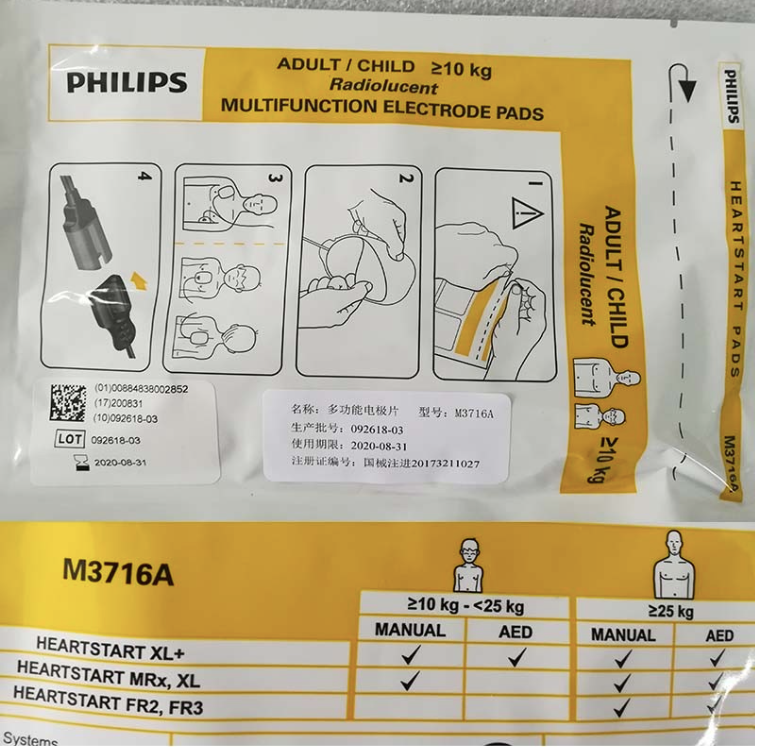 PHILIPS
ADULT / CHILD ≥10 kg
Radiolucent
MULTIFUNCTION ELECTRODE PADS
4
3
2
1
ADULT / CHILD
Radiolucent
≥10 kg
PHILIPS
HEARTSTART PADS
M3716A
(01)00884838002852
(17)200831
(10)092618-03
LOT 092618-03
2020-08-31
名称: 多功能电极片 型号: M3716A
生产批号: 092618-03
使用期限: 2020-08-31
注册证编号: 国械注进20173211027
M3716A
≥10 kg - <25 kg
≥25 kg
MANUAL AED MANUAL AED
HEARTSTART XL+ ✓ ✓ ✓ ✓
HEARTSTART MRx, XL ✓ ✓ ✓
HEARTSTART FR2, FR3 ✓ ✓
Systems